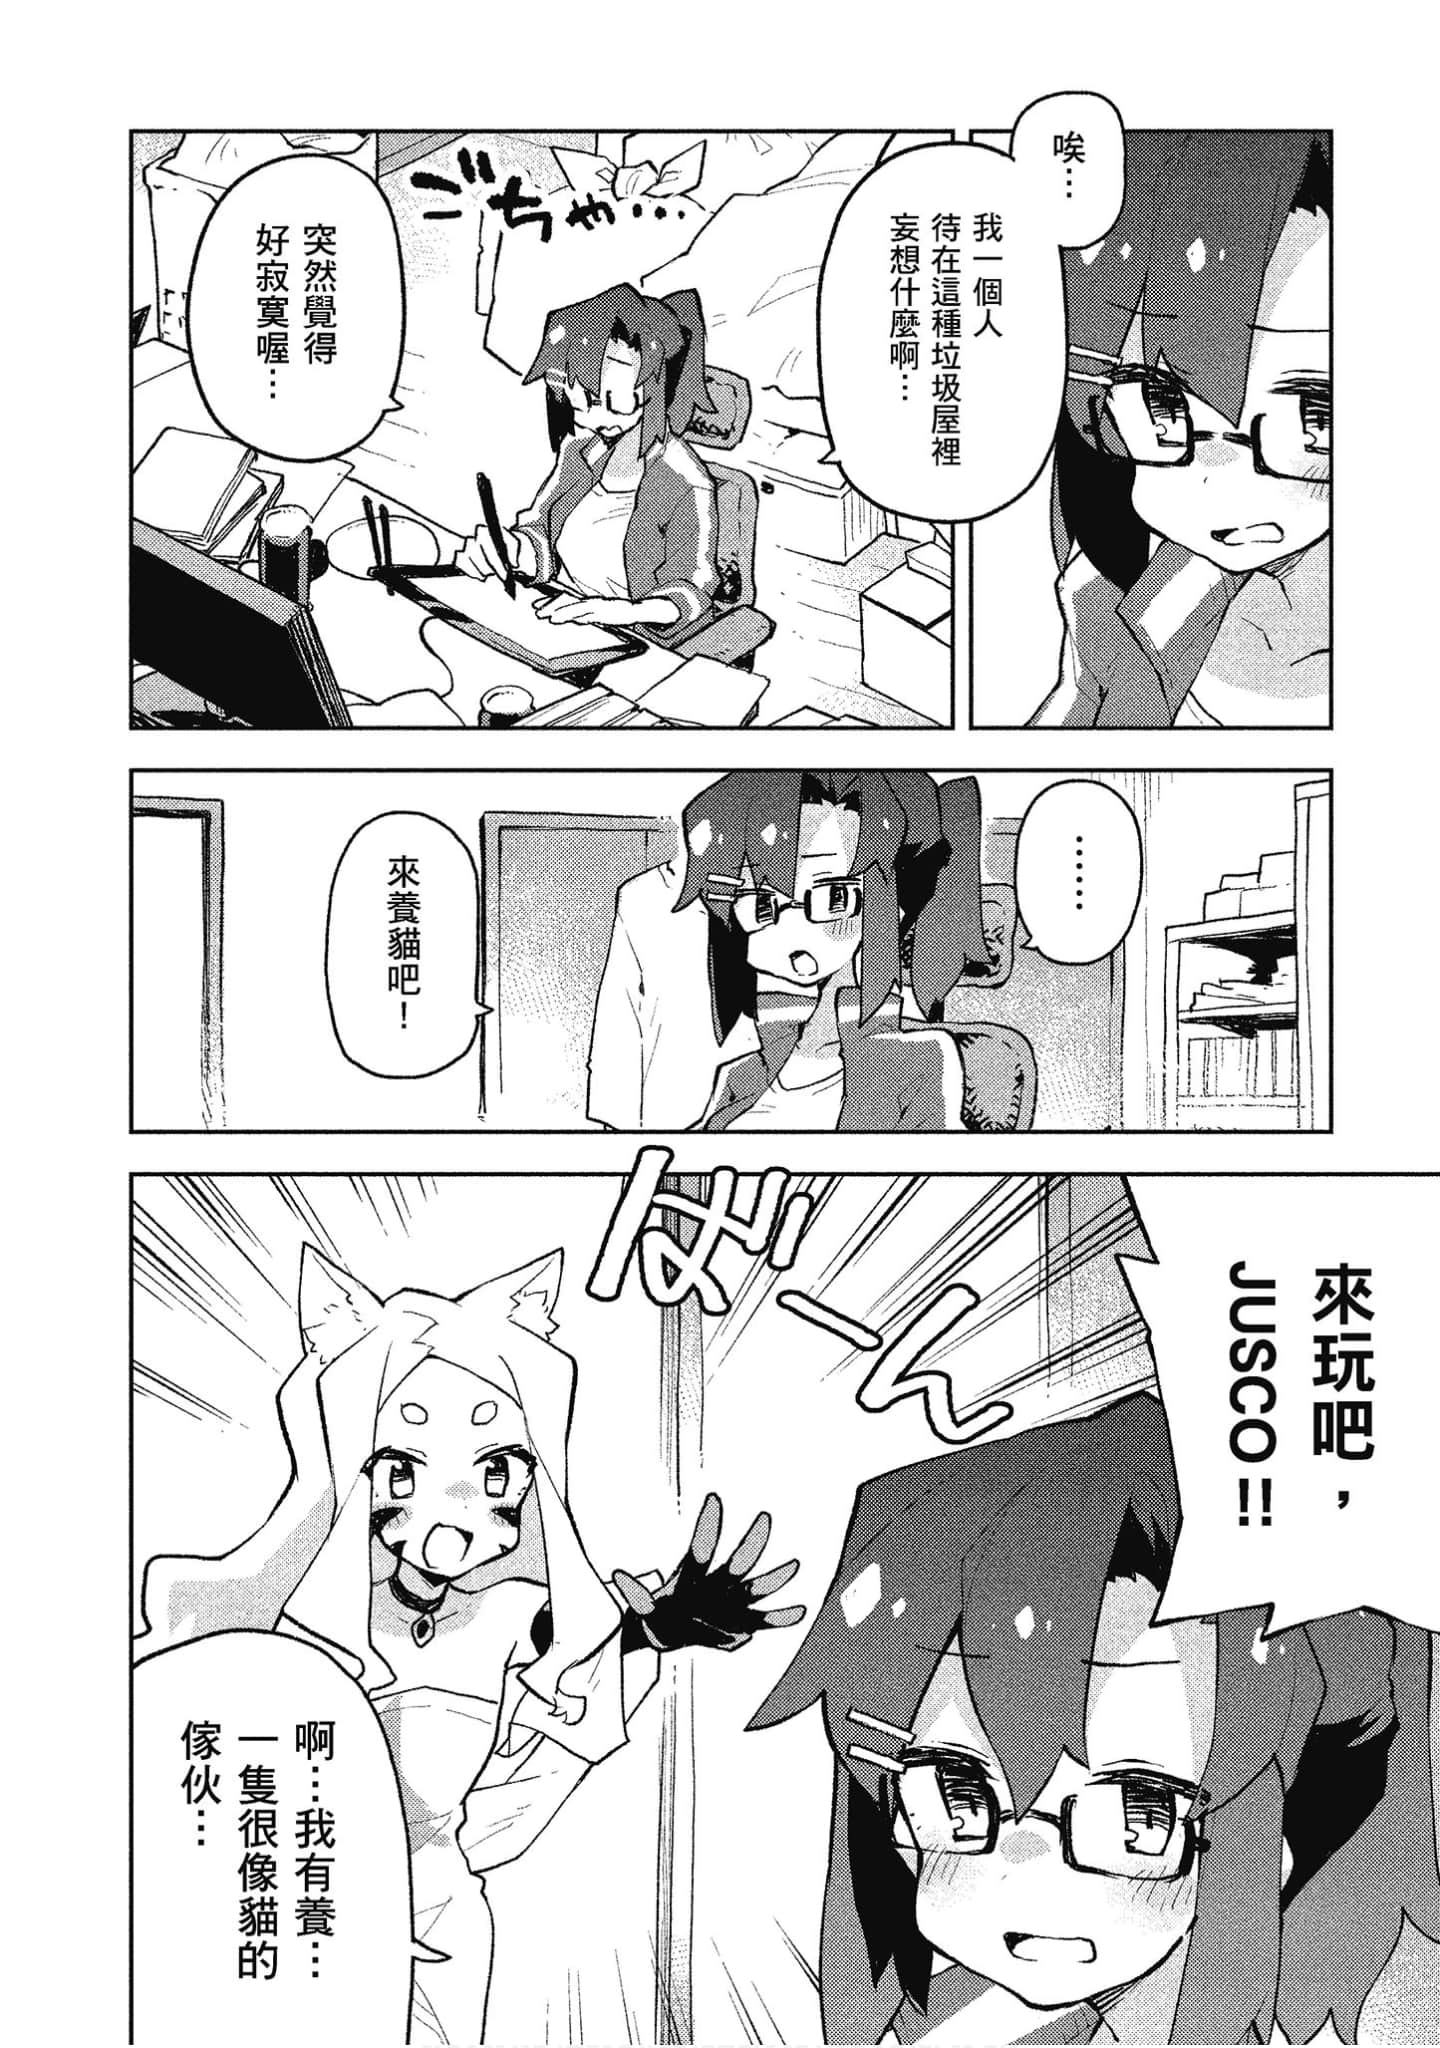 唉…
我一個人
待在這種垃圾屋裡
妄想什麼啊…
ごちゃ…
突然覺得
好寂寞喔…
……
來養貓吧！
來玩吧，
JUSCO!!
ばーん
啊…我有養…
一隻很像貓的
傢伙…